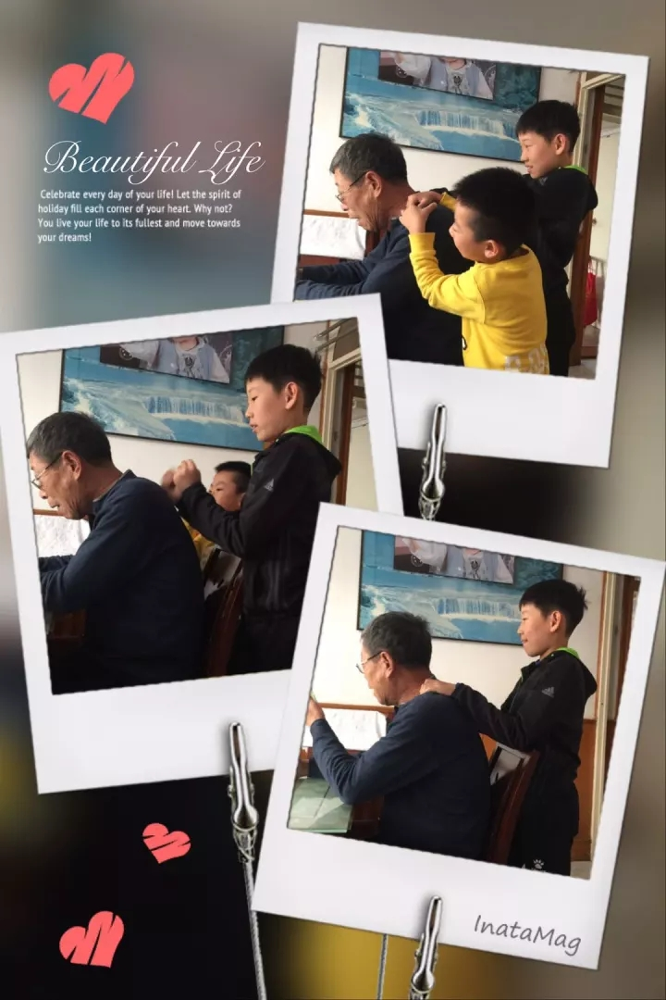 Beautiful Life
Celebrate every day of your life! Let the spirit of
holiday fill each corner of your heart. Why not?
You live your life to its fullest and move towards
your dreams!
InstaMag